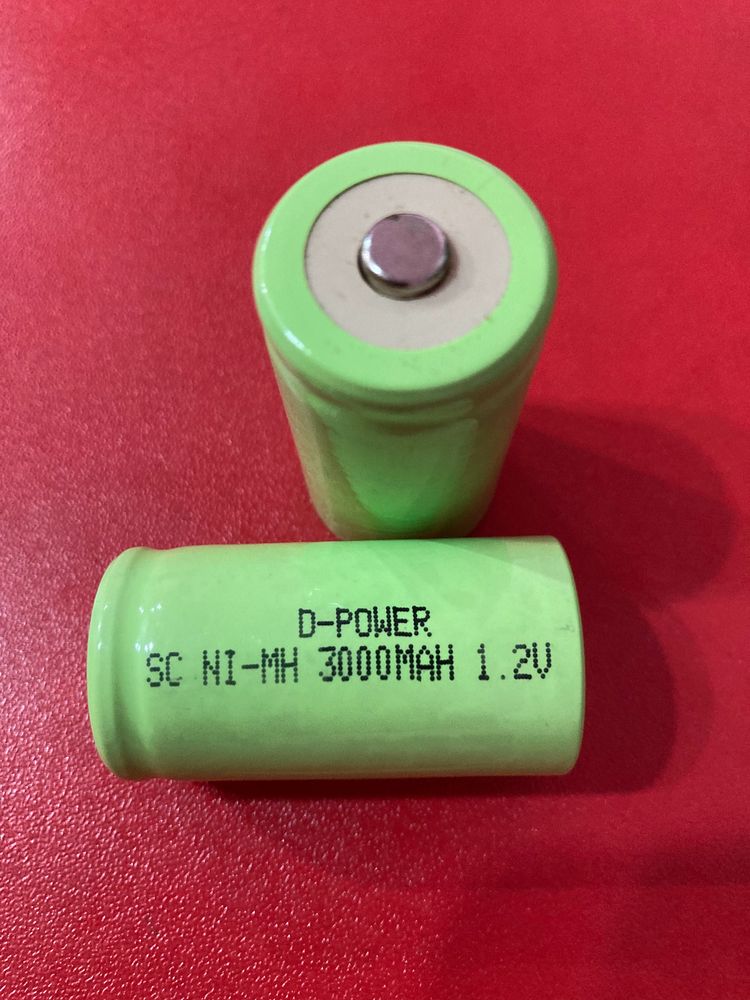 D-POWER
SC NI-MH 3000MAH 1.2V